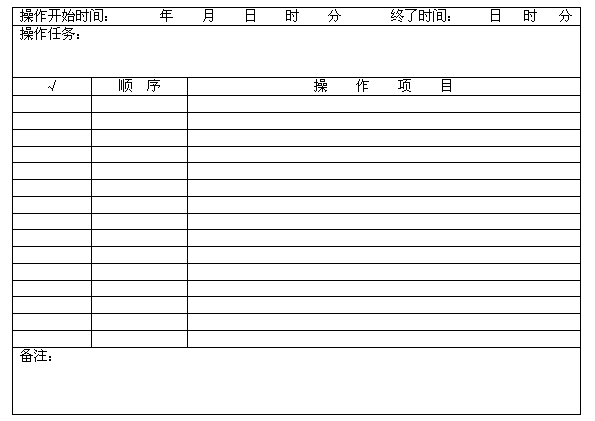 操作开始时间： 年 月 日 时 分 终了时间： 日 时 分
操作任务：
√ 顺 序 操 作 项 目
备注：